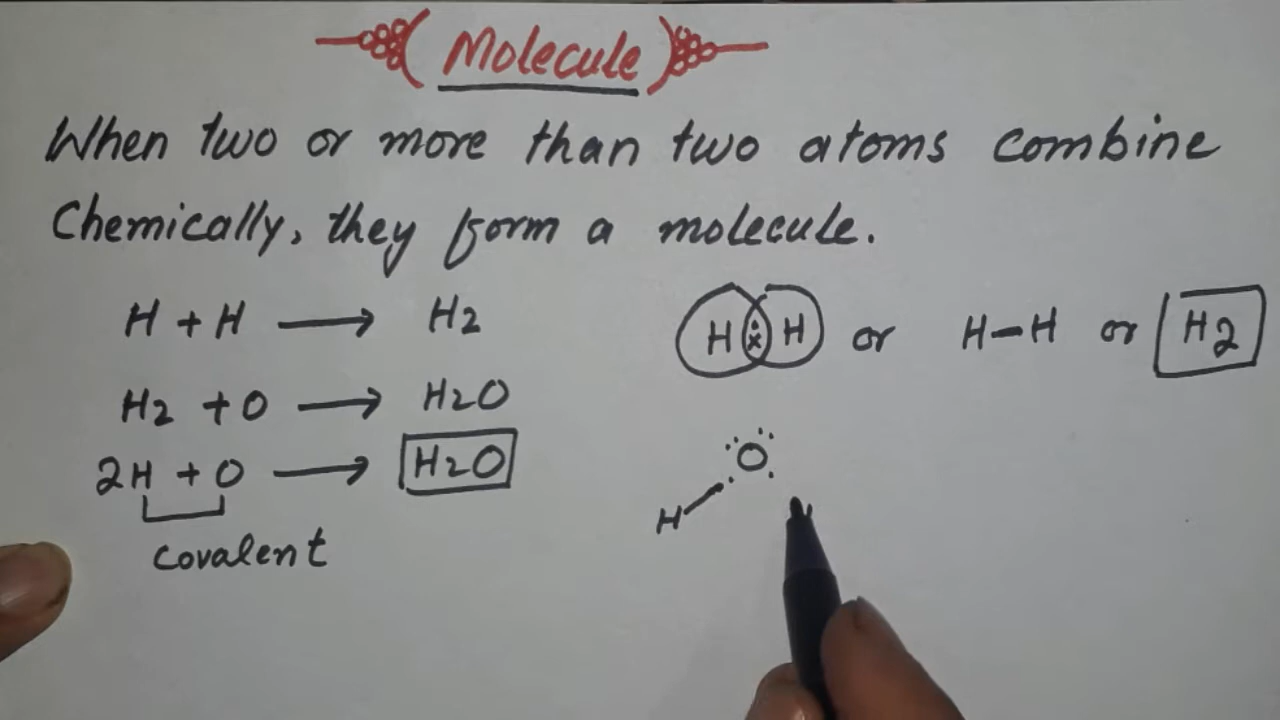 (Molecule)
When two or more than two atoms combine
Chemically, they form a molecule.
H + H ⟶ H2
H H or H–H or H2
H2 + O ⟶ H2O
2H + O ⟶ H2O
O
H
covalent